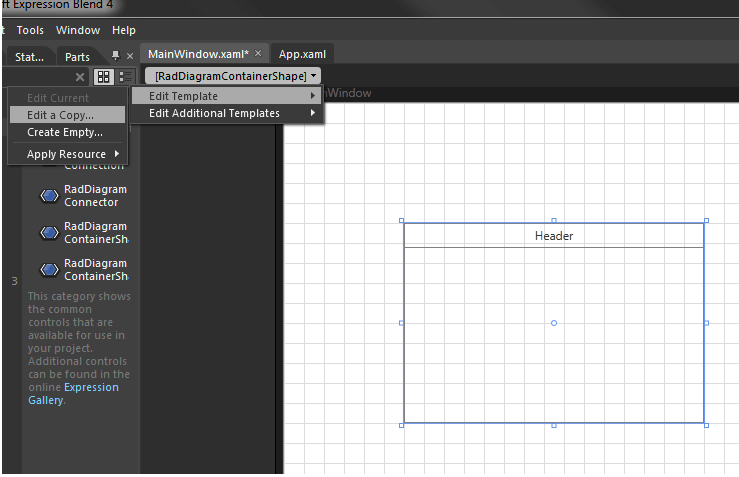 ft Expression Blend 4
t Tools Window Help
Stat... Parts MainWindow.xaml* App.xaml
[RadDiagramContainerShape]
Edit Current Edit Template inWindow
Edit a Copy... Edit Additional Templates
Create Empty...
Apply Resource
Connection
RadDiagram
Connector
RadDiagram
ContainerSha
RadDiagram
ContainerSha
3
This category shows
the common
controls that are
available for use in
your project.
Additional controls
can be found in the
online Expression
Gallery.
Header